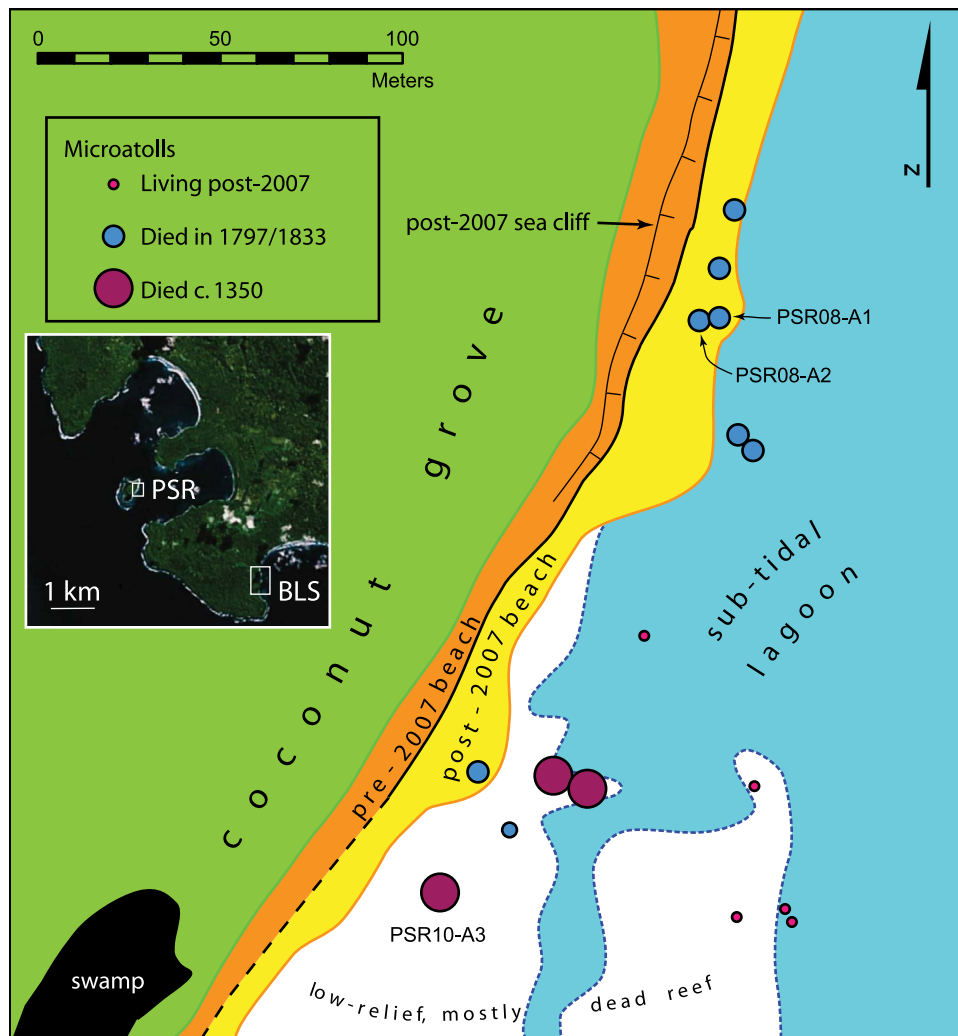 0 50 100
Meters
Microatolls
Living post-2007
Died in 1797/1833
Died c. 1350
N
post-2007 sea cliff
PSR08-A1
PSR08-A2
coconut grove
PSR
BLS
1 km
sub-tidal
lagoon
pre-2007 beach
post-2007 beach
PSR10-A3
swamp
low-relief, mostly dead reef